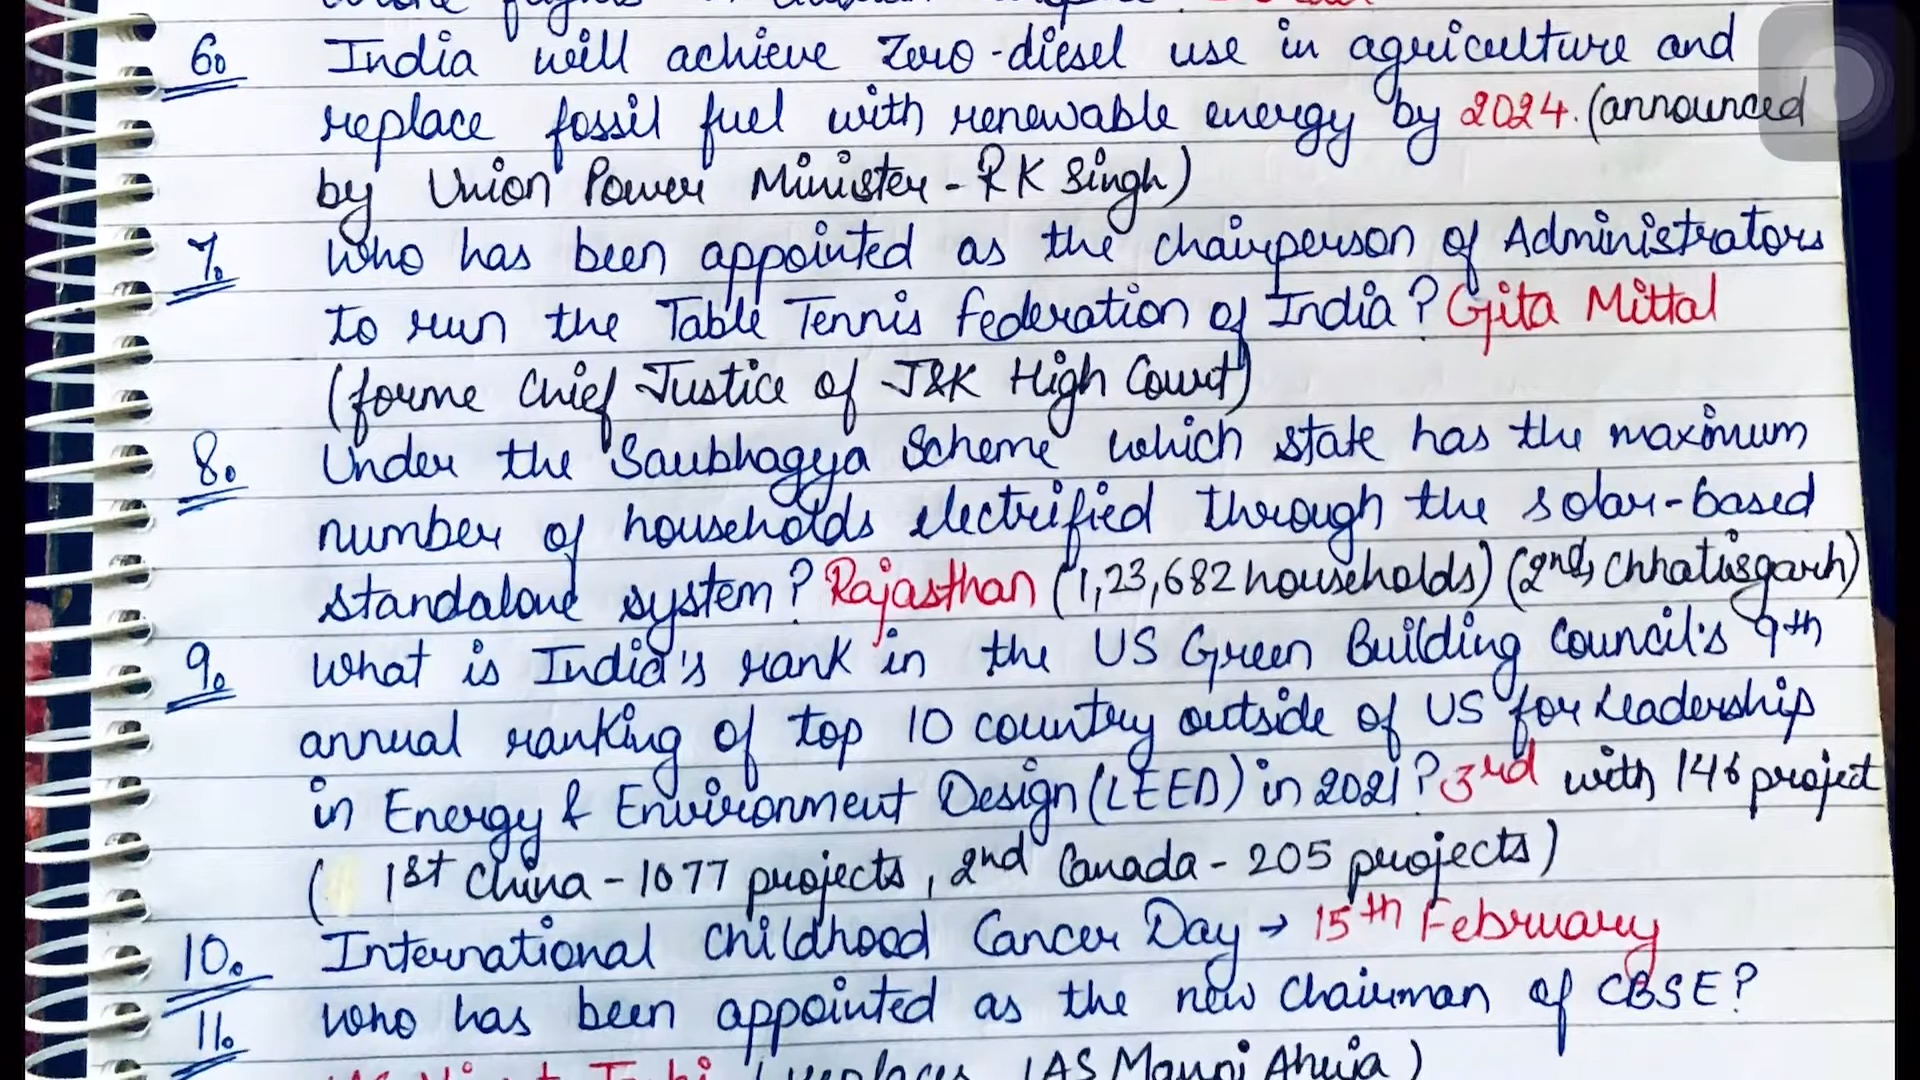 6. India will achieve Zero-diesel use in agriculture and
replace fossil fuel with renewable energy by 2024. (announced
by Union Power Minister - RK Singh)
7. Who has been appointed as the chairperson of Administrators
to run the Table Tennis Federation of India? Gita Mittal
(forme Chief Justice of J&K High Court)
8. Under the Saubhagya Scheme which state has the maximum
number of households electrified through the solar-based
standalone system? Rajasthan (1,23,682 households) (2nd, Chhatisgarh)
9. What is India's rank in the US Green Building Council's 9th
annual ranking of top 10 country outside of US for Leadership
in Energy & Environment Design (LEED) in 2021? 3rd with 146 project
( 1st China - 1077 projects, 2nd Canada - 205 projects)
10. International Childhood Cancer Day → 15th February
11. Who has been appointed as the new Chairman of CBSE?
(replaces IAS Manoj Ahuja)